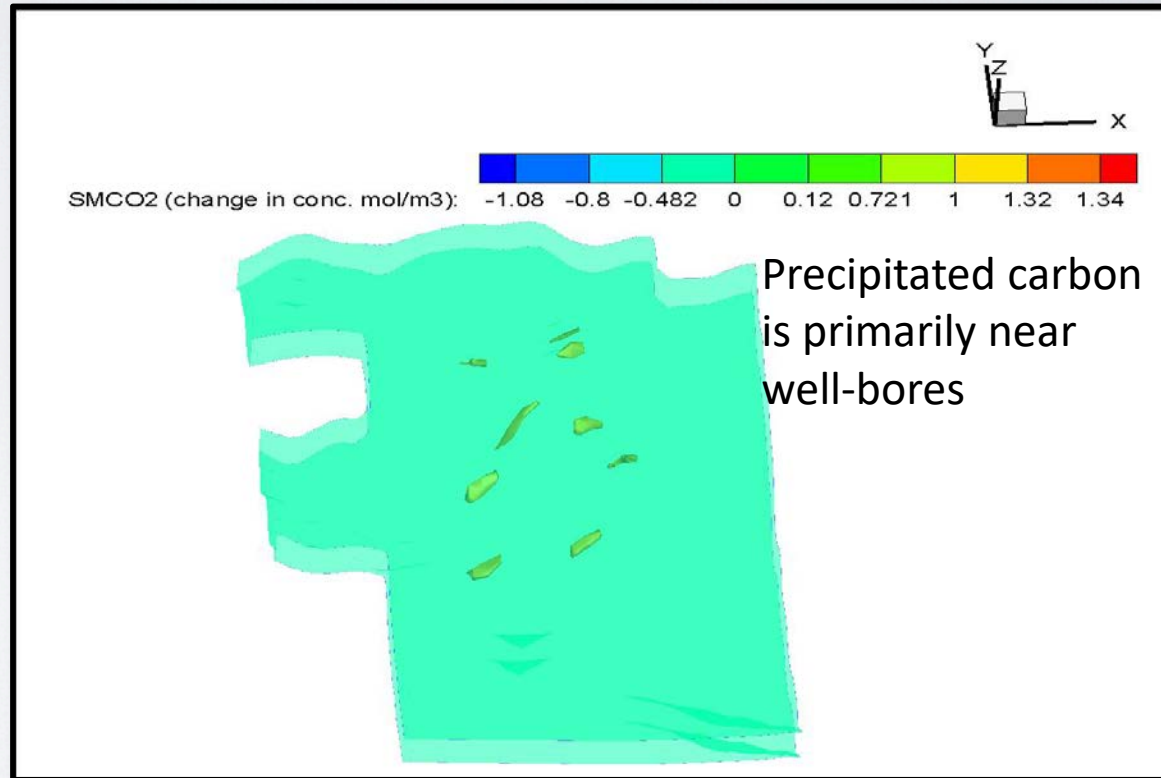 Y
Z
X
SMCO2 (change in conc. mol/m3): -1.08 -0.8 -0.482 0 0.12 0.721 1 1.32 1.34
Precipitated carbon
is primarily near
well-bores